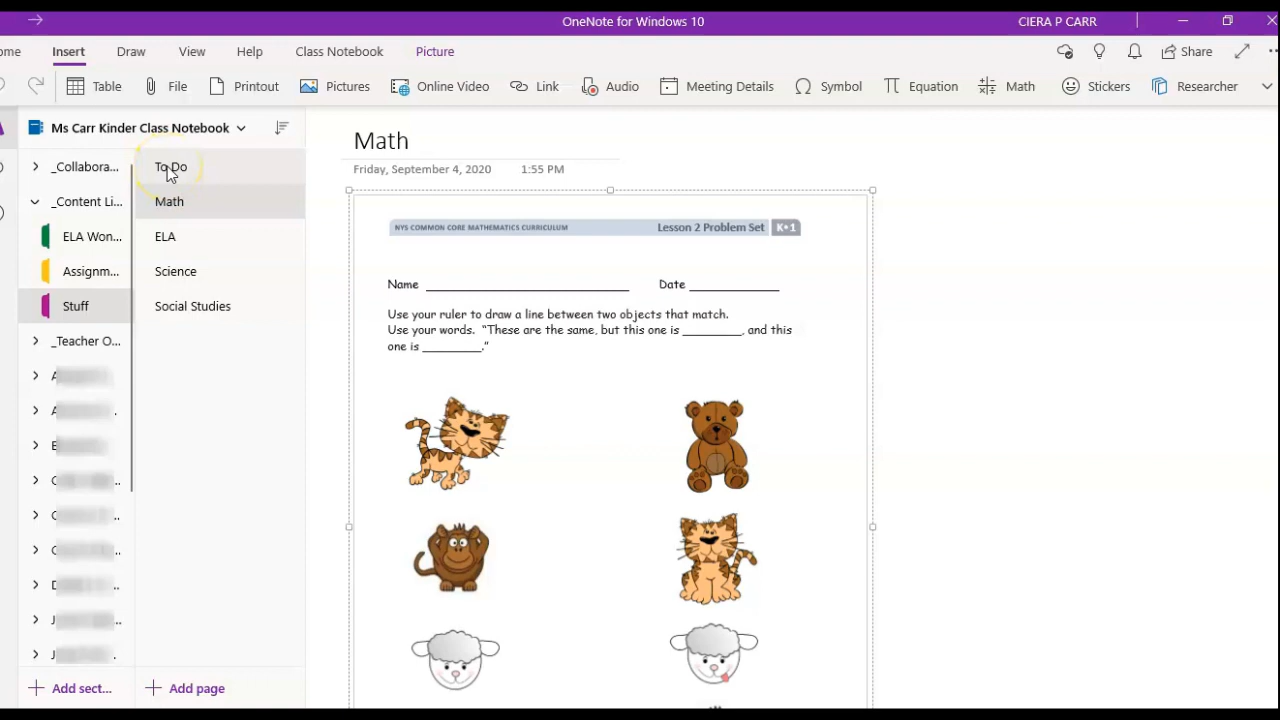 OneNote for Windows 10
CIERA P CARR
ome Insert Draw View Help Class Notebook Picture
Share
Table File Printout Pictures Online Video Link Audio Meeting Details Symbol Equation Math Stickers Researcher
Ms Carr Kinder Class Notebook
_Collabora...
_Content Li...
ELA Won...
Assignm...
Stuff
_Teacher O...
Add sect...
To Do
Math
ELA
Science
Social Studies
Add page
Math
Friday, September 4, 2020 1:55 PM
NYS COMMON CORE MATHEMATICS CURRICULUM Lesson 2 Problem Set K•1
Name ____________ Date ____________
Use your ruler to draw a line between two objects that match.
Use your words. “These are the same, but this one is _________, and this
one is _________.”